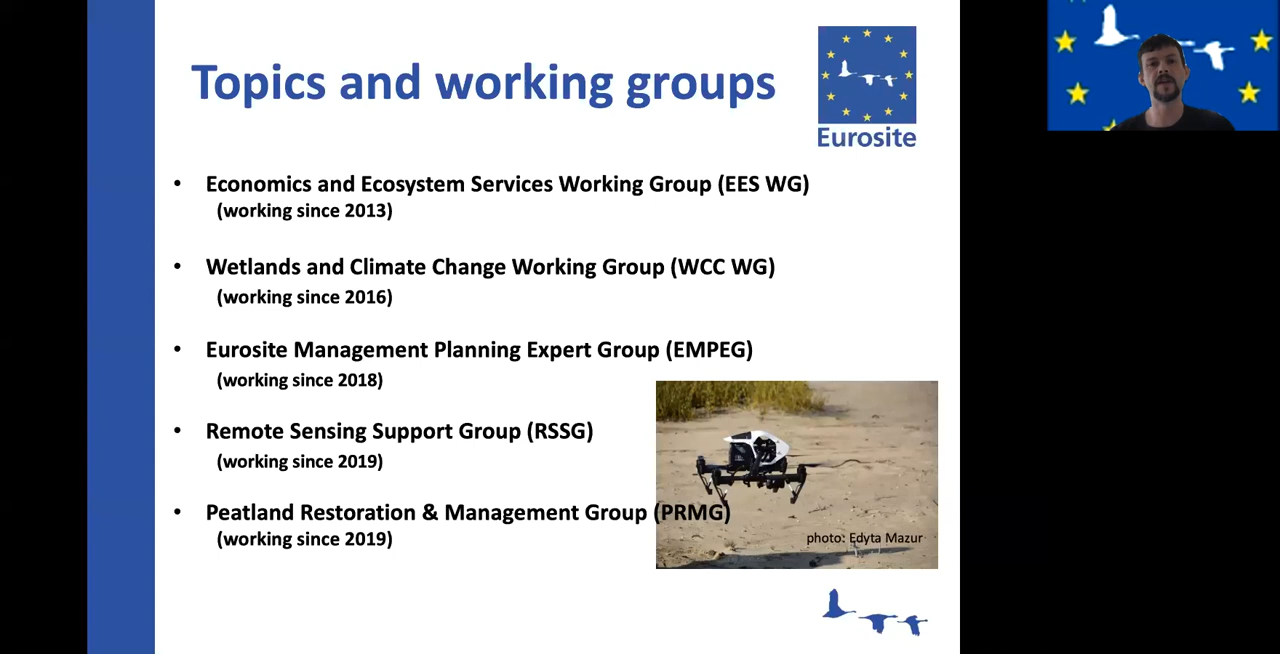 Topics and working groups
Eurosite
• Economics and Ecosystem Services Working Group (EES WG)
(working since 2013)
• Wetlands and Climate Change Working Group (WCC WG)
(working since 2016)
• Eurosite Management Planning Expert Group (EMPEG)
(working since 2018)
• Remote Sensing Support Group (RSSG)
(working since 2019)
• Peatland Restoration & Management Group (PRMG)
(working since 2019)
photo: Edyta Mazur